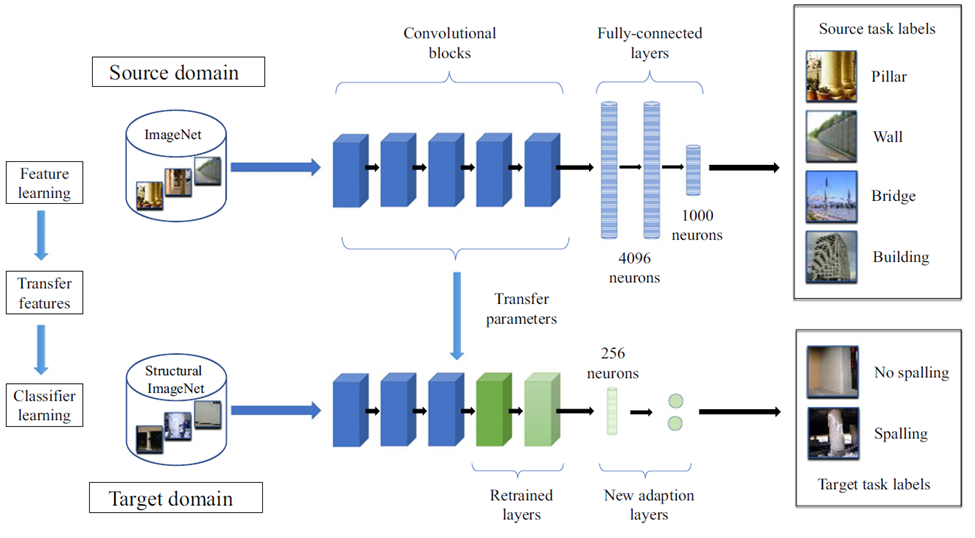 Source domain
ImageNet
Feature
learning
Transfer
features
Classifier
learning
Convolutional
blocks
Fully-connected
layers
4096
neurons
1000
neurons
Source task labels
Pillar
Wall
Bridge
Building
Transfer
parameters
Structural
ImageNet
Target domain
256
neurons
Retrained
layers
New adaption
layers
No spalling
Spalling
Target task labels